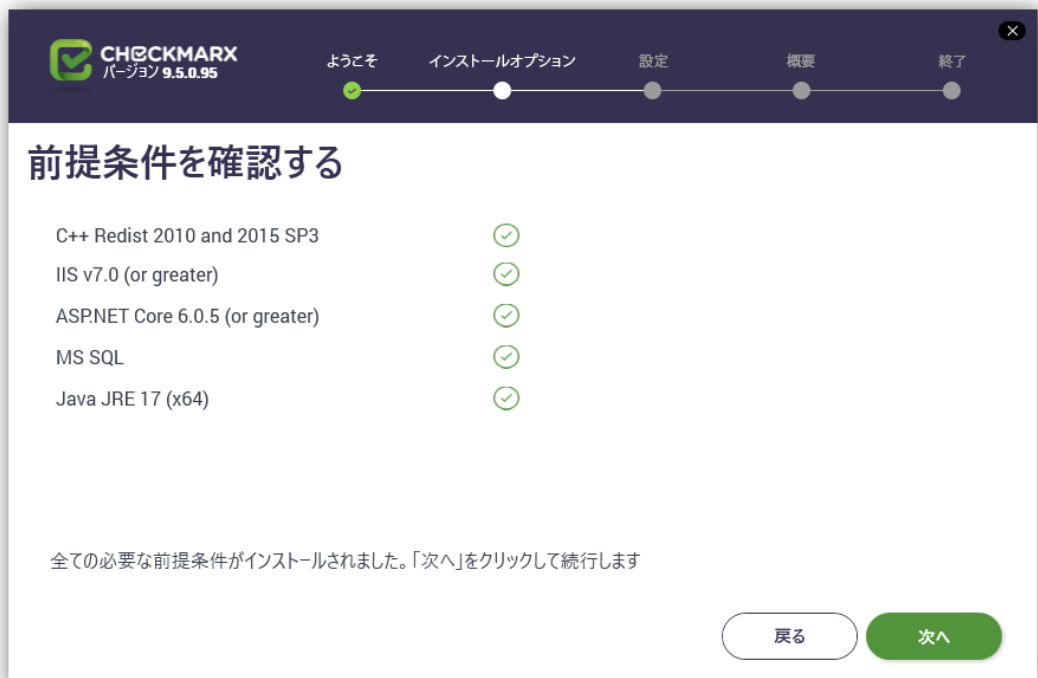 CHECKMARX
バージョン 9.5.0.95
ようこそ
インストールオプション
設定
概要
終了
前提条件を確認する
C++ Redist 2010 and 2015 SP3
IIS v7.0 (or greater)
ASP.NET Core 6.0.5 (or greater)
MS SQL
Java JRE 17 (x64)
全ての必要な前提条件がインストールされました。「次へ」をクリックして続行します
戻る
次へ